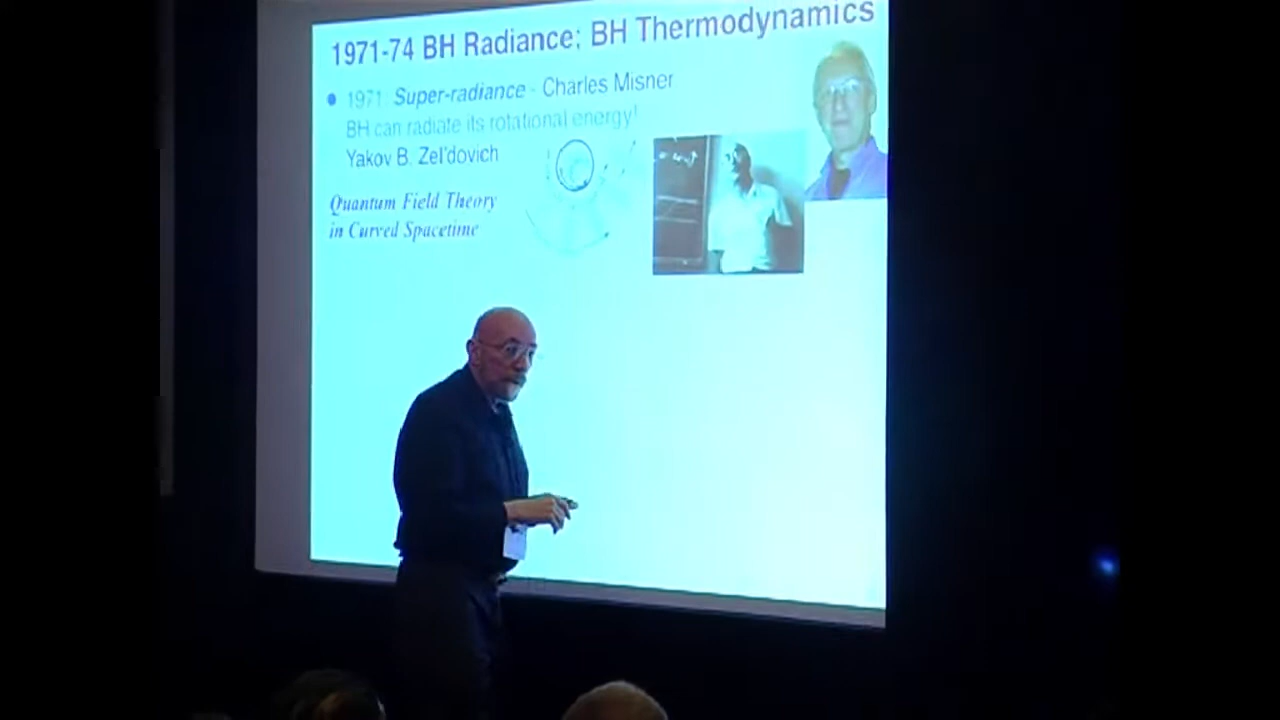 1971-74 BH Radiance; BH Thermodynamics
1971: Super-radiance - Charles Misner
BH can radiate its rotational energy!
Yakov B. Zel'dovich
Quantum Field Theory
in Curved Spacetime